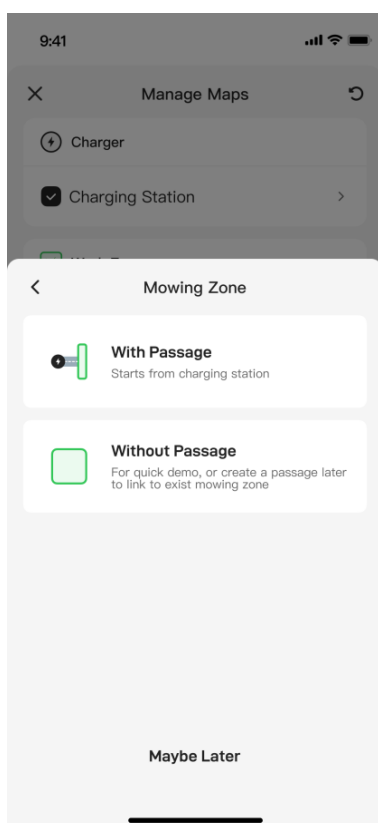 9:41
Manage Maps
Charger
Charging Station
Mowing Zone
With Passage
Starts from charging station
Without Passage
For quick demo, or create a passage later
to link to exist mowing zone
Maybe Later